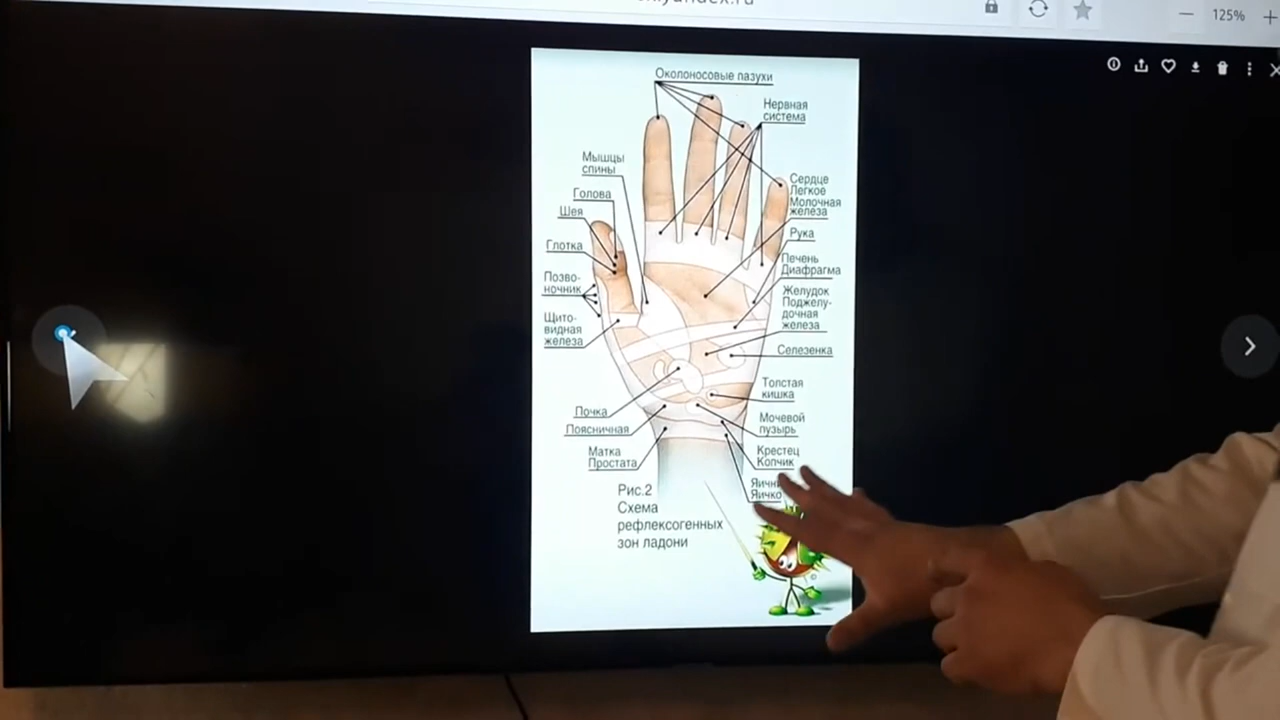 125%
Околоносовые пазухи
Нервная
система
Мышцы
спины
Голова
Шея
Глотка
Позво-
ночник
Щито-
видная
железа
Сердце
Легкое
Молочная
железа
Рука
Печень
Диафрагма
Желудок
Поджелу-
дочная
железа
Селезенка
Толстая
кишка
Почка
Поясничная
Матка
Простата
Мочевой
пузырь
Крестец
Копчик
Яичко
Рис.2
Схема
рефлексогенных
зон ладони